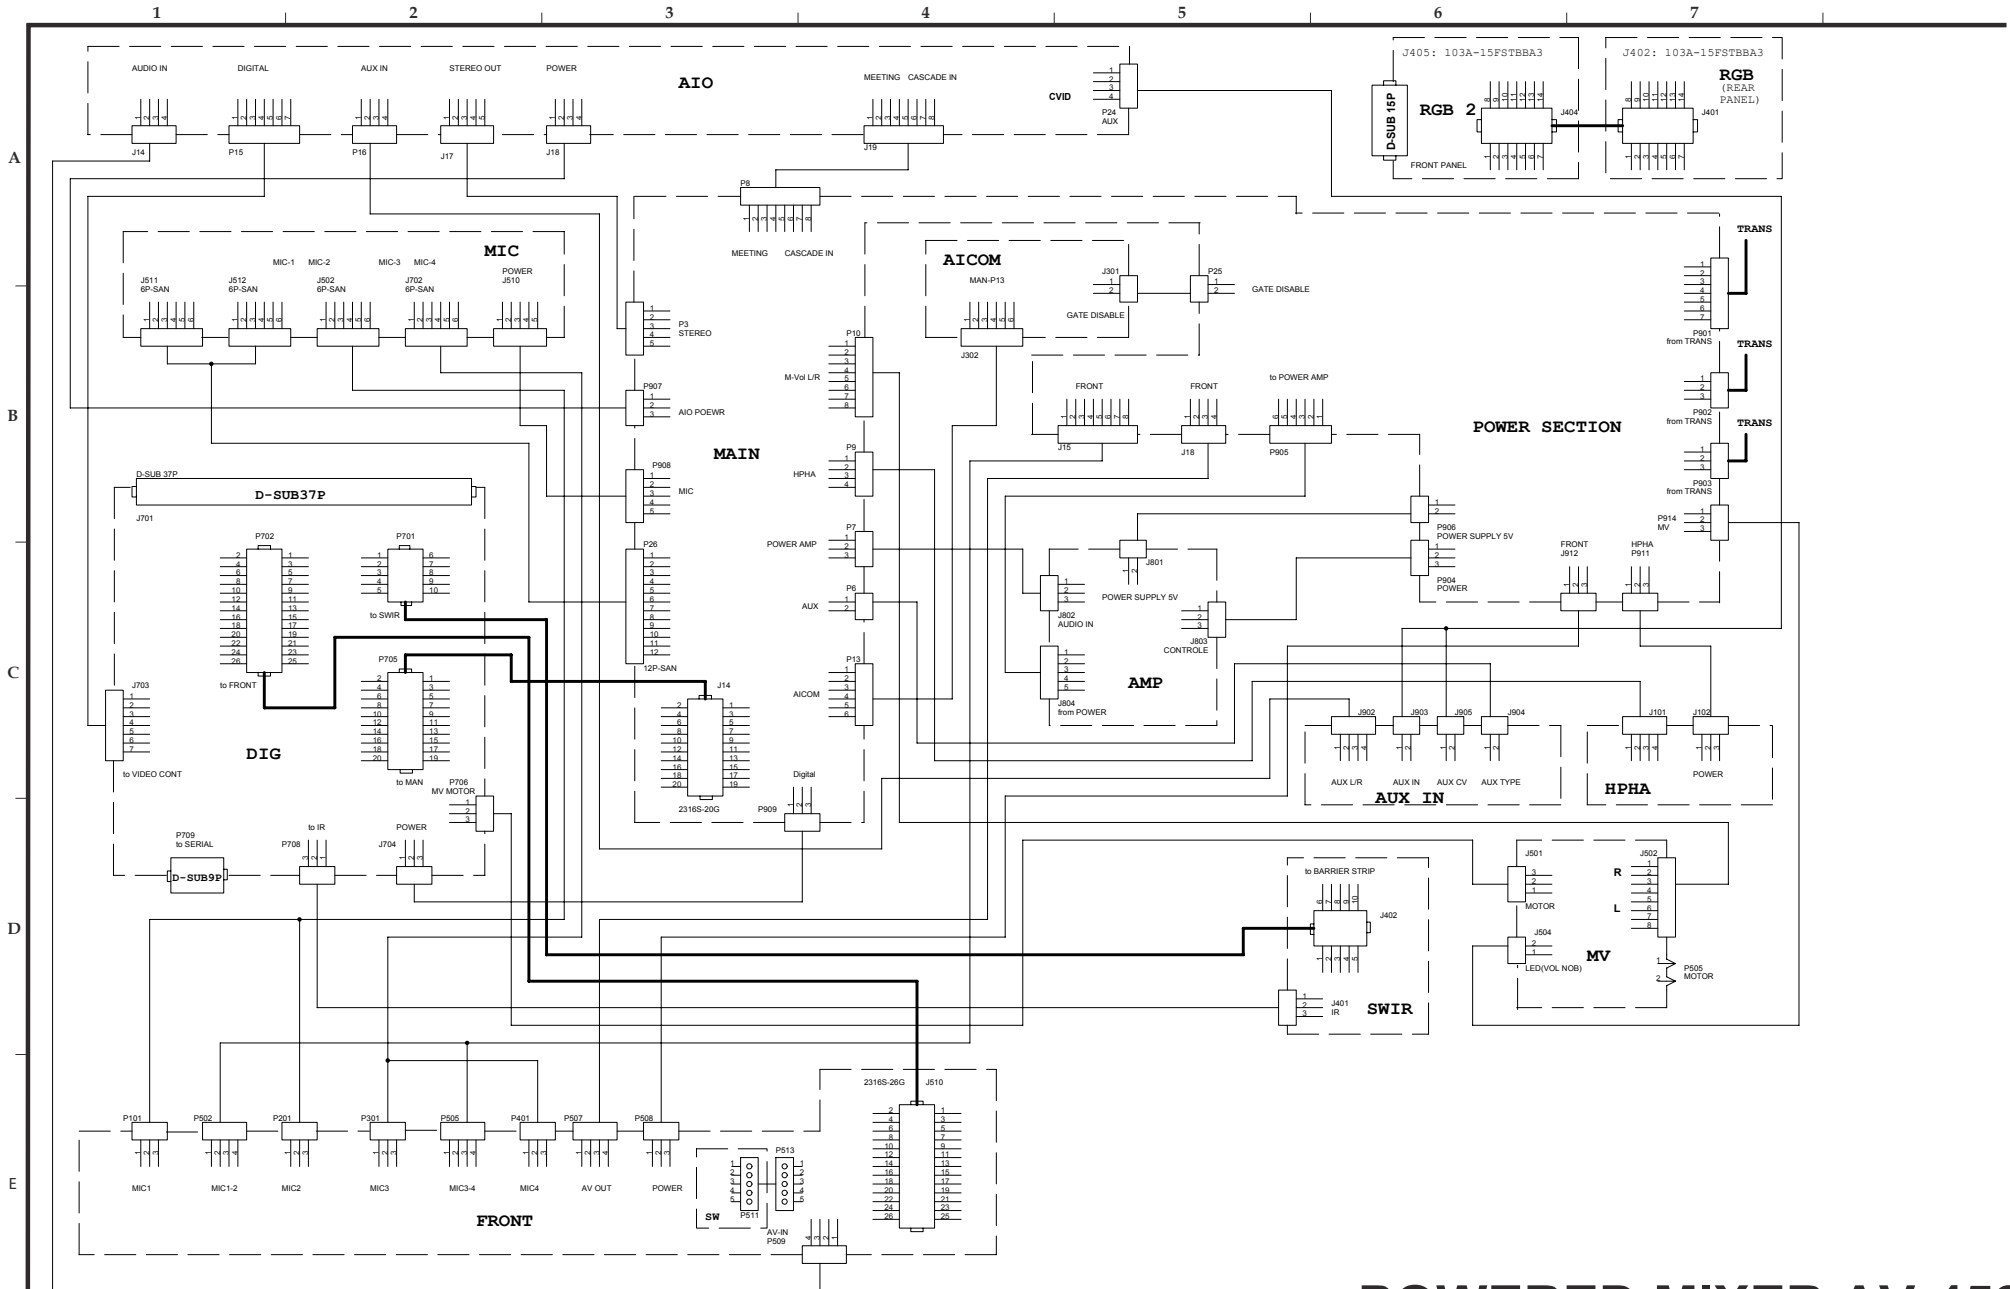 1 2 3 4 5 6 7
A
B
C
D
E
AUDIO IN DIGITAL AUX IN STEREO OUT POWER
AIO
MEETING CASCADE IN
CVID
1
2
3
4
P24
AUX
J14 P15 P16 J17 J18 J19
J405: 103A-15FSTBBA3
D-SUB 15P
RGB 2
J404
FRONT PANEL
J402: 103A-15FSTBBA3
RGB
(REAR
PANEL)
J401
P8
MEETING CASCADE IN
MIC
MIC-1 MIC-2 MIC-3 MIC-4
J511
6P-SAN
J512
6P-SAN
J502
6P-SAN
J702
6P-SAN
POWER
J510
AICOM
MAN-P13
J301
P25
GATE DISABLE
GATE DISABLE
J302
TRANS
P901
from TRANS
TRANS
P902
from TRANS
TRANS
P903
from TRANS
P914
MV
P3
STEREO
P907
AIO POEWR
MAIN
P908
MIC
P26
12P-SAN
P10
M-Vol L/R
P9
HPHA
P7
POWER AMP
P6
AUX
P13
AICOM
J14
2316S-20G
Digital
P909
FRONT
J15
FRONT
J18
to POWER AMP
P905
POWER SECTION
P906
POWER SUPPLY 5V
P904
POWER
FRONT
J912
HPHA
P911
D-SUB 37P
D-SUB37P
J701
P702
to FRONT
P701
to SWIR
P705
to MAN
J703
to VIDEO CONT
DIG
P706
MV MOTOR
P709
to SERIAL
D-SUB9P
to IR
P708
POWER
J704
J801
POWER SUPPLY 5V
J802
AUDIO IN
J803
CONTROLE
AMP
J804
from POWER
J902 J903 J905 J904
AUX L/R AUX IN AUX CV AUX TYPE
AUX IN
J101 J102
POWER
HPHA
to BARRIER STRIP
J402
J401
IR
SWIR
J501
MOTOR
J502
R
L
J504
LED(VOL NOB)
MV
P505
MOTOR
P101 P502 P201 P301 P505 P401 P507 P508
MIC1 MIC1-2 MIC2 MIC3 MIC3-4 MIC4 AV OUT POWER
FRONT
SW
P511
P513
AV-IN
P509
2316S-26G J510